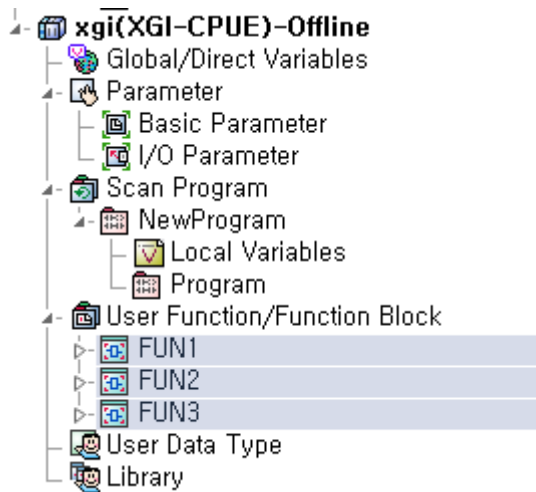 xgi(XGI-CPUE)-Offline
Global/Direct Variables
Parameter
Basic Parameter
I/O Parameter
Scan Program
NewProgram
Local Variables
Program
User Function/Function Block
FUN1
FUN2
FUN3
User Data Type
Library